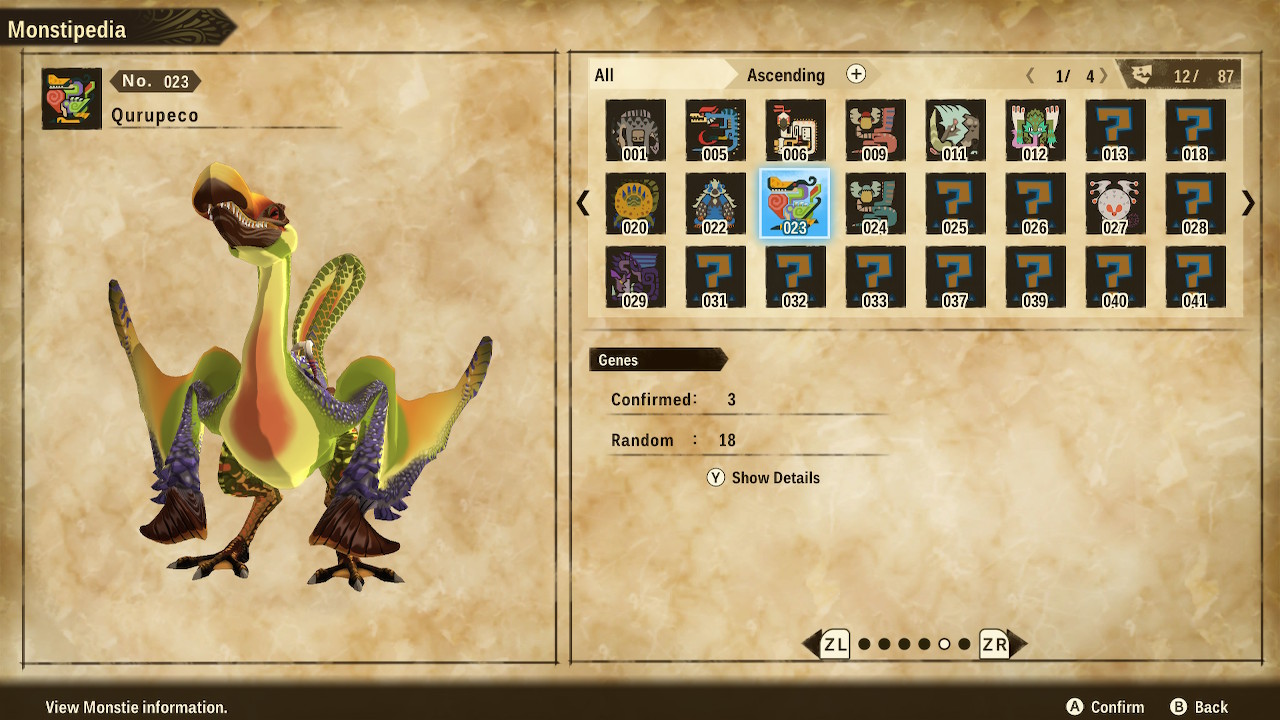 Monstipedia
No. 023
Qurupeco
All
Ascending +
1/ 4
12/ 87
001 005 006 009 011 012 013 018
020 022 023 024 025 026 027 028
029 031 032 033 037 039 040 041
Genes
Confirmed: 3
Random : 18
Y Show Details
ZL ZR
View Monstie information.
A Confirm B Back